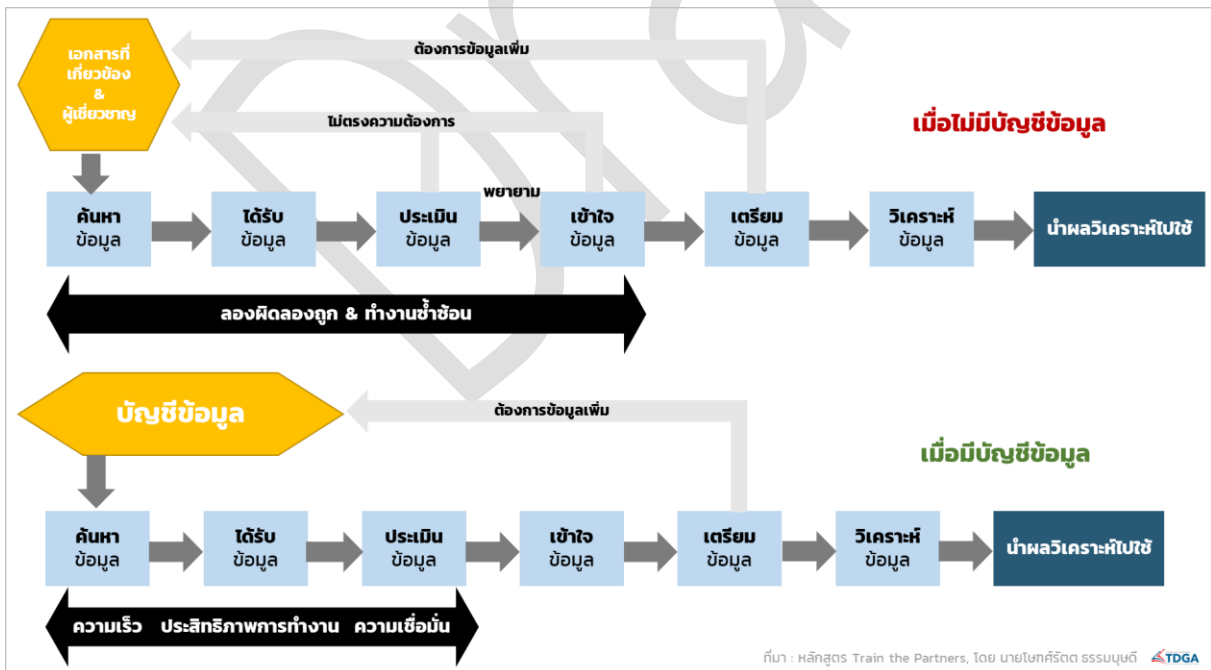 เอกสารที่
เกี่ยวข้อง
&
ผู้เชี่ยวชาญ
ต้องการข้อมูลเพิ่ม
ไม่ตรงความต้องการ
เมื่อไม่มีบัญชีข้อมูล
พยายาม
ค้นหา
ข้อมูล
ได้รับ
ข้อมูล
ประเมิน
ข้อมูล
เข้าใจ
ข้อมูล
เตรียม
ข้อมูล
วิเคราะห์
ข้อมูล
นำผลวิเคราะห์ไปใช้
ลองผิดลองถูก & ทำงานซ้ำซ้อน
บัญชีข้อมูล
ต้องการข้อมูลเพิ่ม
เมื่อมีบัญชีข้อมูล
ค้นหา
ข้อมูล
ได้รับ
ข้อมูล
ประเมิน
ข้อมูล
เข้าใจ
ข้อมูล
เตรียม
ข้อมูล
วิเคราะห์
ข้อมูล
นำผลวิเคราะห์ไปใช้
ความเร็ว ประสิทธิภาพการทำงาน ความเชื่อมั่น
ที่มา : หลักสูตร Train the Partners, โดย นายโษฑศ์รัตต ธรรมบุษดี TDGA